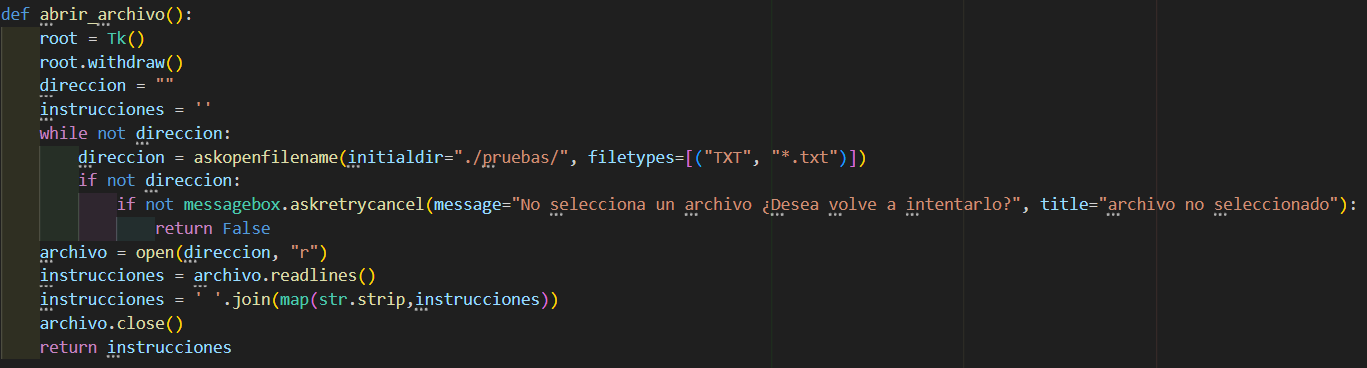 def abrir_archivo():
    root = Tk()
    root.withdraw()
    direccion = ""
    instrucciones = ''
    while not direccion:
        direccion = askopenfilename(initialdir="./pruebas/", filetypes=[("TXT", "*.txt")])
        if not direccion:
            if not messagebox.askretrycancel(message="No selecciona un archivo ¿Desea volve a intentarlo?", title="archivo no seleccionado"):
                return False
    archivo = open(direccion, "r")
    instrucciones = archivo.readlines()
    instrucciones = ' '.join(map(str.strip,instrucciones))
    archivo.close()
    return instrucciones